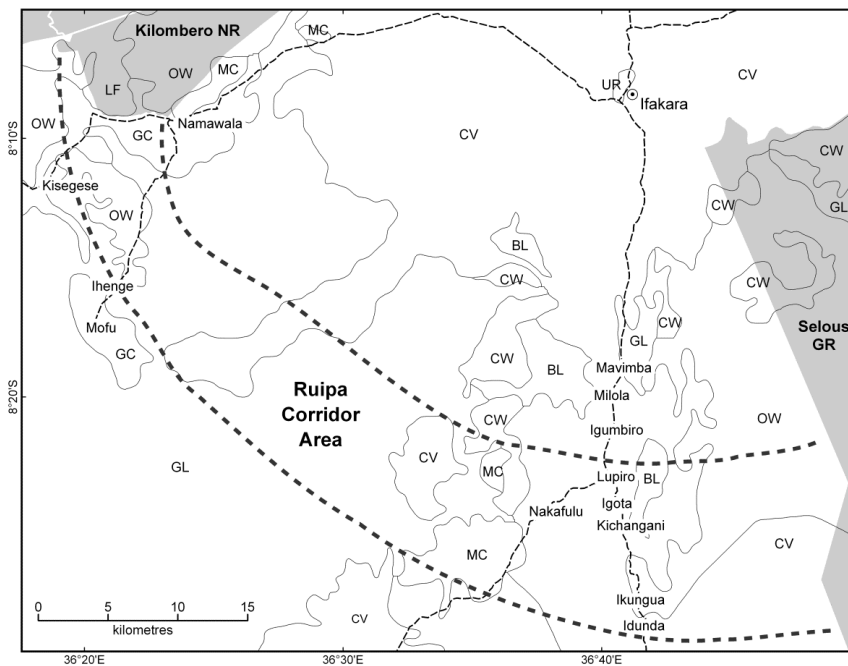 Kilombero NR
MC
OW
MC
LF
UR
Ifakara
CV
OW
GC
Namawala
CV
8°10'S
CW
Kisegese
OW
CW
GL
BL
Ihenge
CW
CW
Mofu
Selous
GR
GC
CW
GL
CW
BL
Mavimba
8°20'S
Ruipa
Corridor
Area
Milola
CW
Igumbiro
OW
CV
GL
MC
Lupiro
BL
Nakafulu
Igota
Kichangani
MC
CV
0 5 10 15
kilometres
CV
Ikungua
Idunda
36°20'E
36°30'E
36°40'E